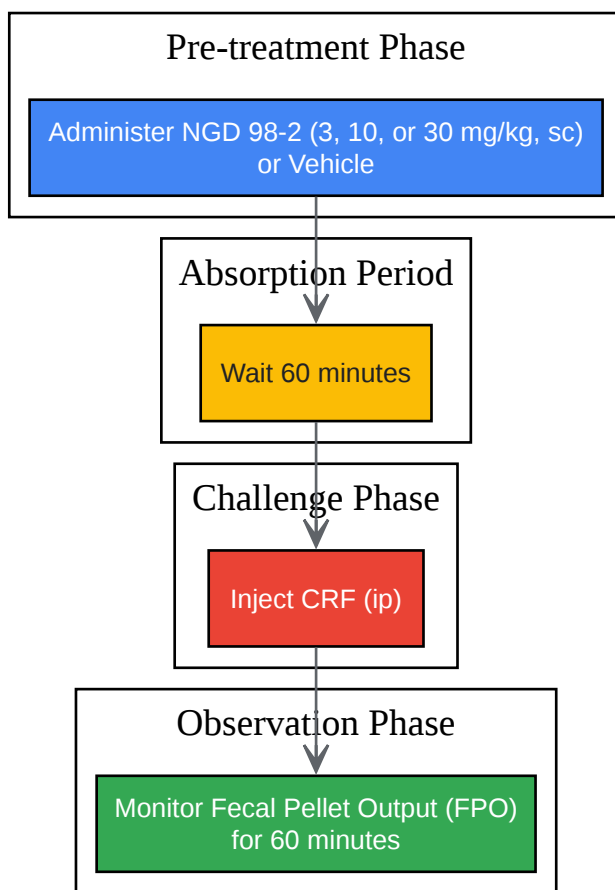 Pre-treatment Phase
Administer NGD 98-2 (3, 10, or 30 mg/kg, sc)
or Vehicle
Absorption Period
Wait 60 minutes
Challenge Phase
Inject CRF (ip)
Observation Phase
Monitor Fecal Pellet Output (FPO)
for 60 minutes